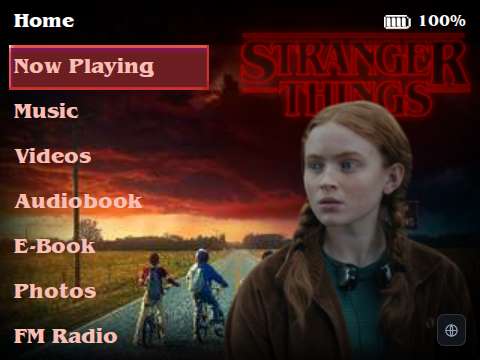 Home
100%
STRANGER
THINGS
Now Playing
Music
Videos
Audiobook
E-Book
Photos
FM Radio